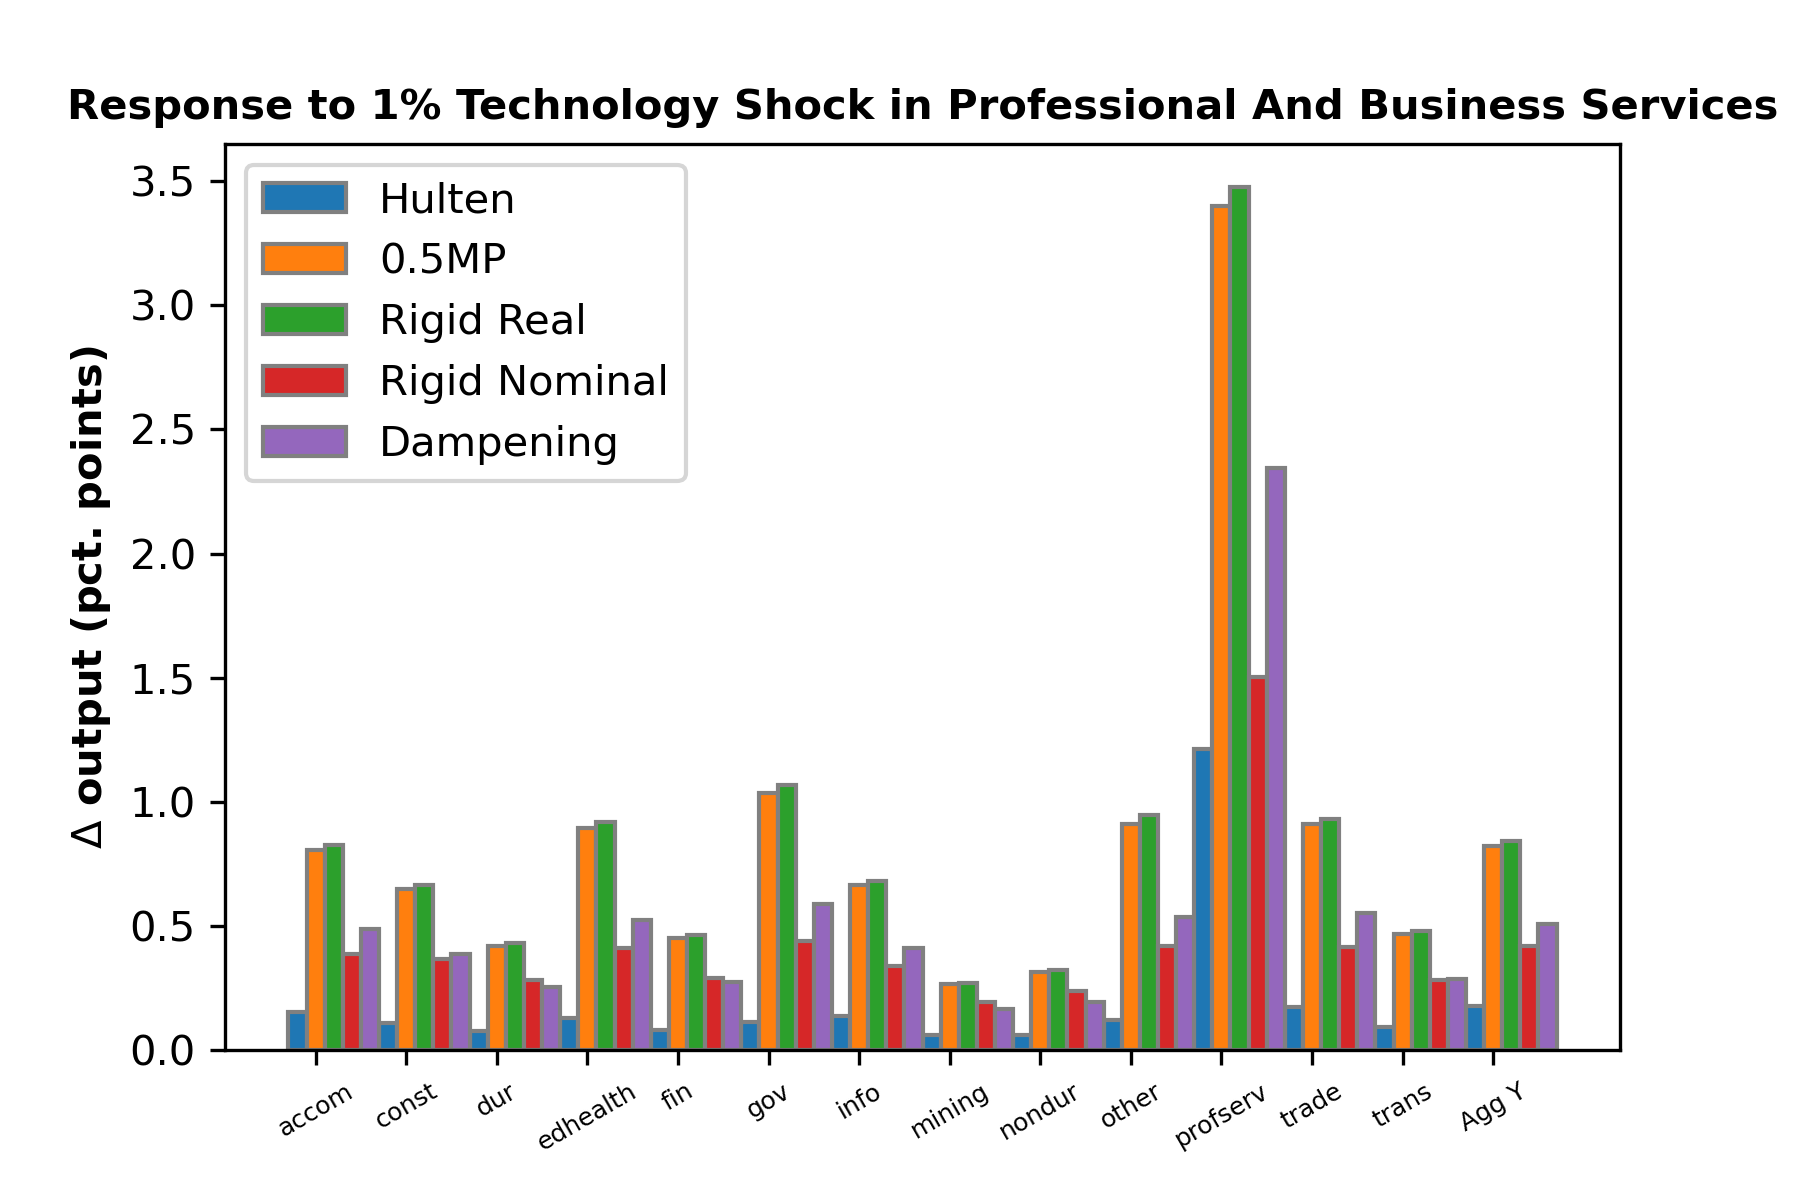 Response to 1% Technology Shock in Professional And Business Services
Δ output (pct. points)
3.5
3.0
2.5
2.0
1.5
1.0
0.5
0.0
Hulten
0.5MP
Rigid Real
Rigid Nominal
Dampening
accom
const
dur
edhealth
fin
gov
info
mining
nondur
other
profserv
trade
trans
Agg Y